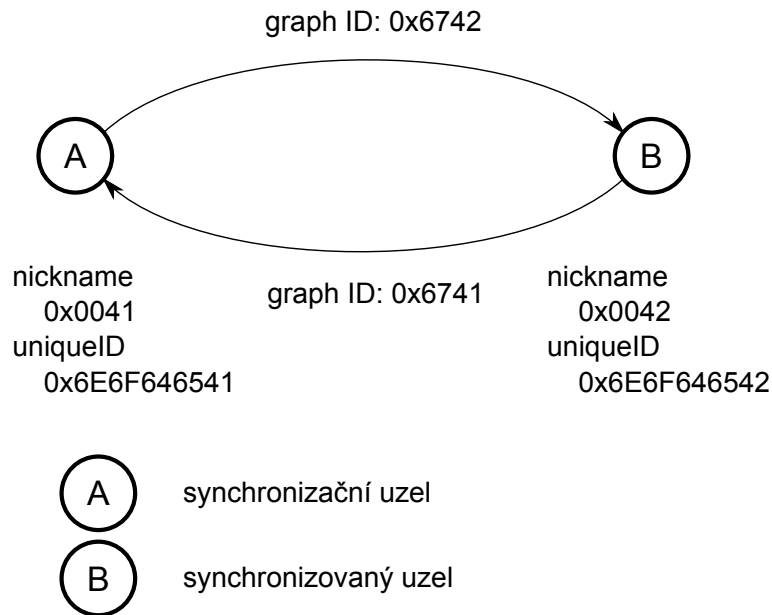 graph ID: 0x6742
A
B
nickname
0x0041
uniqueID
0x6E6F646541
graph ID: 0x6741
nickname
0x0042
uniqueID
0x6E6F646542
A synchronizační uzel
B synchronizovaný uzel